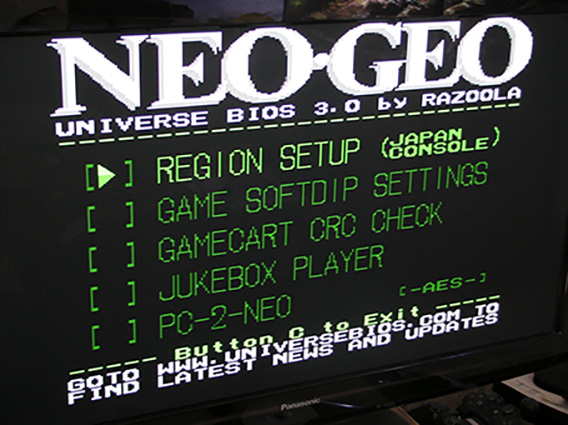 NEO·GEO
UNIVERSE BIOS 3.0 by RAZOOLA
[▶] REGION SETUP (JAPAN CONSOLE)
[ ] GAME SOFTDIP SETTINGS
[ ] GAMECART CRC CHECK
[ ] JUKEBOX PLAYER
[ ] PC-2-NEO
[-AES-]
----- Button C to Exit -----
GOTO WWW.UNIVERSEBIOS.COM TO
FIND LATEST NEWS AND UPDATES
Panasonic